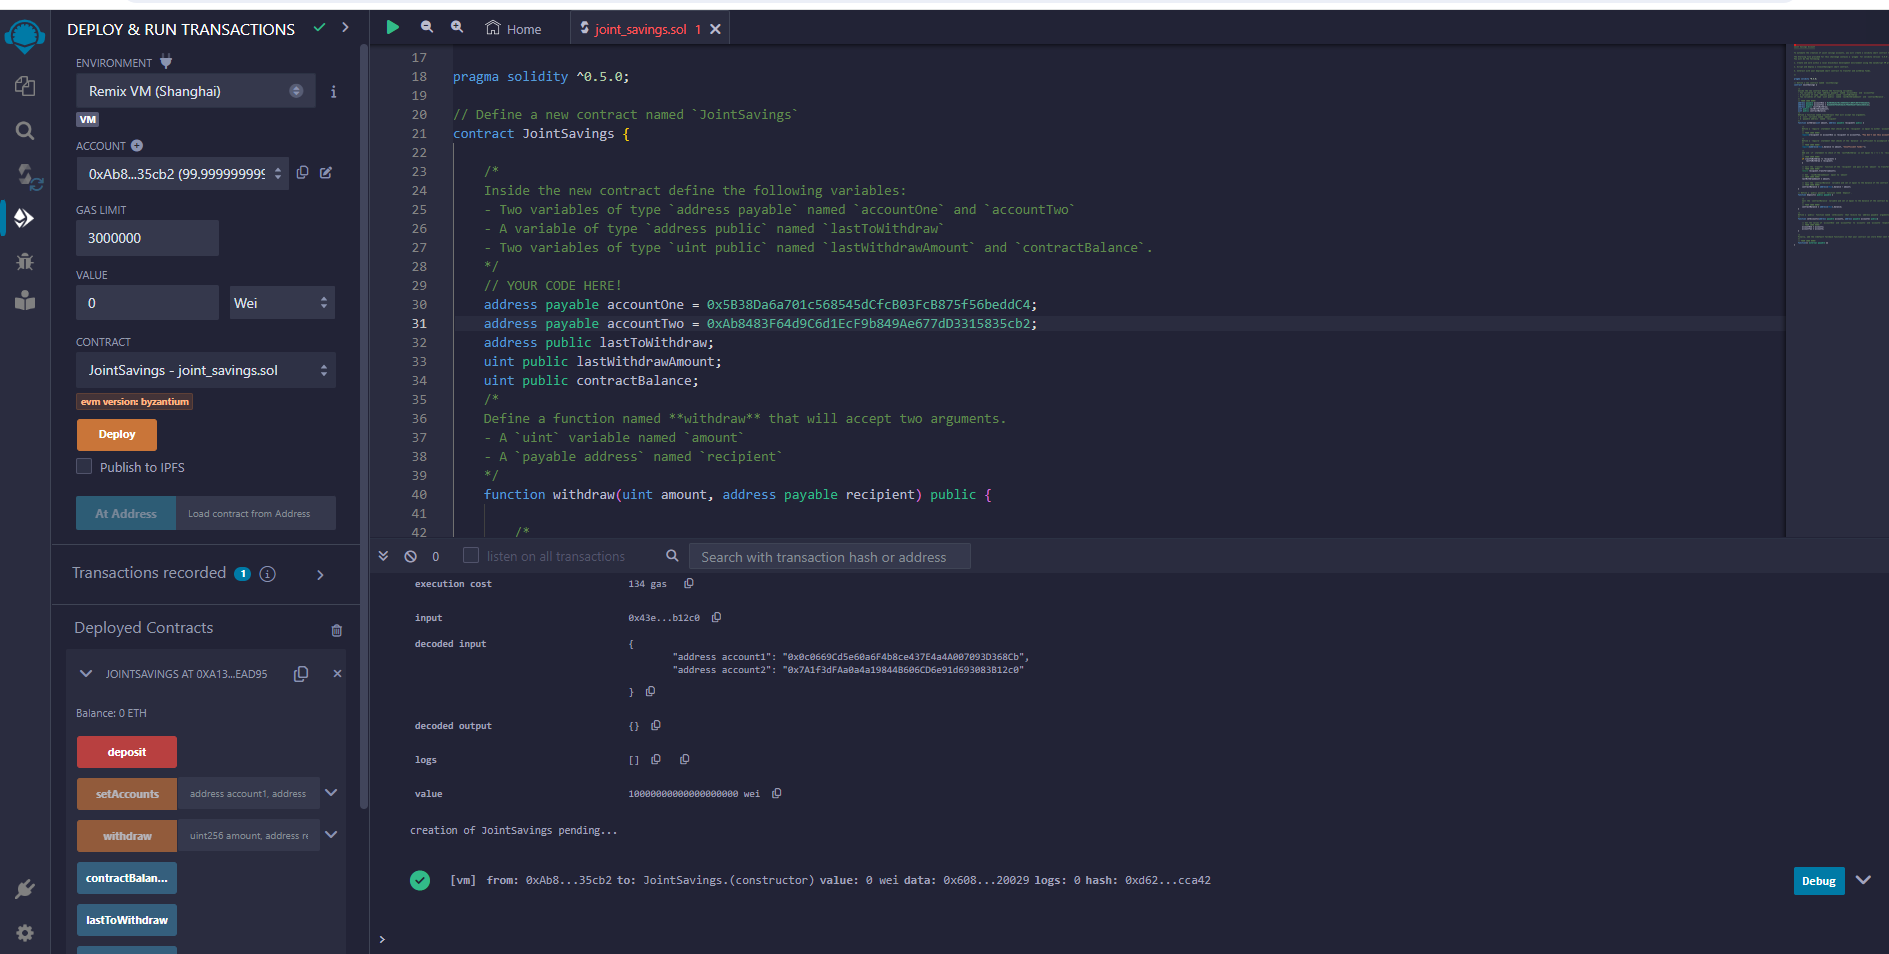 DEPLOY & RUN TRANSACTIONS
ENVIRONMENT
Remix VM (Shanghai)
VM
ACCOUNT
0xAb8...35cb2 (99.999999999
GAS LIMIT
3000000
VALUE
0 Wei
CONTRACT
JointSavings - joint_savings.sol
evm version: byzantium
Deploy
Publish to IPFS
At Address Load contract from Address
Transactions recorded 1 i
Deployed Contracts
JOINTSAVINGS AT 0XA13...EAD95
Balance: 0 ETH
deposit
setAccounts address account1, address
withdraw uint256 amount, address re
contractBalan...
lastToWithdraw
Home joint_savings.sol 1
17
18 pragma solidity ^0.5.0;
19
20 // Define a new contract named `JointSavings`
21 contract JointSavings {
22
23 /*
24 Inside the new contract define the following variables:
25 - Two variables of type `address payable` named `accountOne` and `accountTwo`
26 - A variable of type `address public` named `lastToWithdraw`
27 - Two variables of type `uint public` named `lastWithdrawAmount` and `contractBalance`.
28 */
29 // YOUR CODE HERE!
30 address payable accountOne = 0x5B38Da6a701c568545dCfcB03FcB875f56beddC4;
31 address payable accountTwo = 0xAb8483F64d9C6d1EcF9b849Ae677dD3315835cb2;
32 address public lastToWithdraw;
33 uint public lastWithdrawAmount;
34 uint public contractBalance;
35 /*
36 Define a function named **withdraw** that will accept two arguments.
37 - A `uint` variable named `amount`
38 - A `payable address` named `recipient`
39 */
40 function withdraw(uint amount, address payable recipient) public {
41
42 /*
0 listen on all transactions Search with transaction hash or address
execution cost 134 gas
input 0x43e...b12c0
decoded input {
"address account1": "0x0c0669Cd5e60a6F4b8ce437E4a4A007093D368Cb",
"address account2": "0x7A1f3dFAa0a4a19844B606CD6e91d693083B12c0"
}
decoded output {}
logs []
value 10000000000000000000 wei
creation of JointSavings pending...
[vm] from: 0xAb8...35cb2 to: JointSavings.(constructor) value: 0 wei data: 0x608...20029 logs: 0 hash: 0xd62...cca42
Debug
>